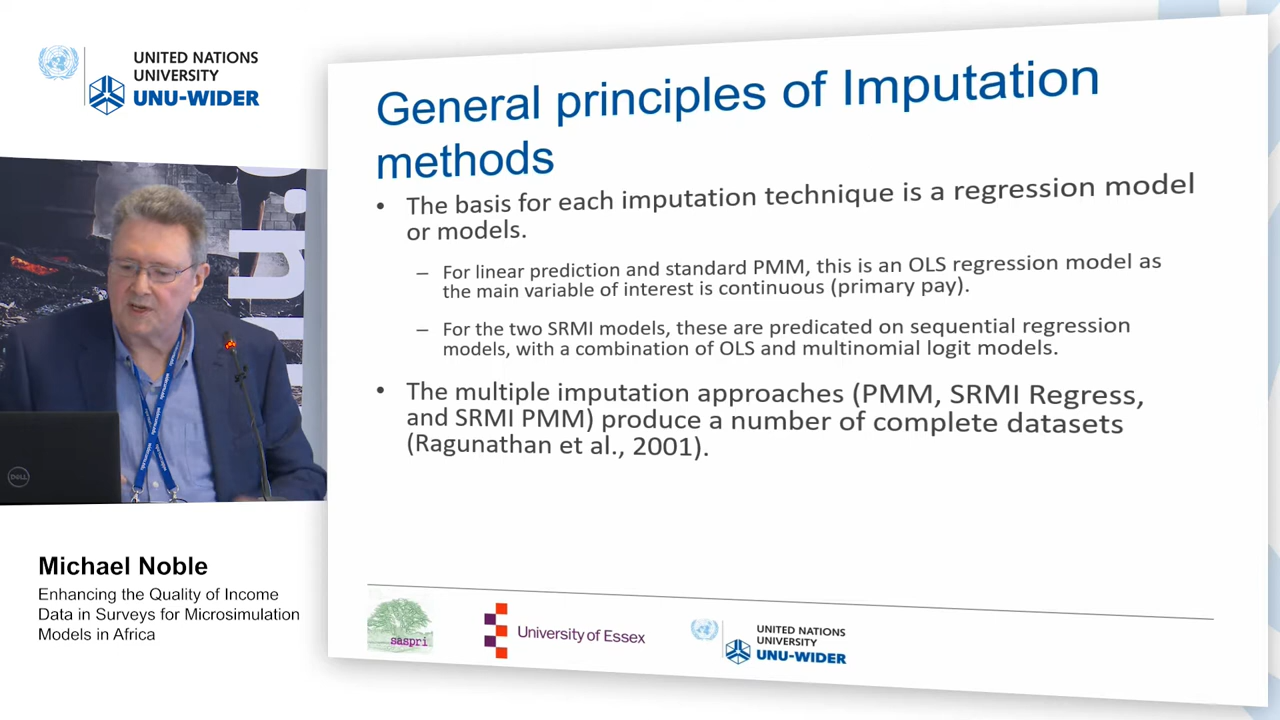 UNITED NATIONS
UNIVERSITY
UNU-WIDER
General principles of Imputation
methods
• The basis for each imputation technique is a regression model
or models.
– For linear prediction and standard PMM, this is an OLS regression model as
the main variable of interest is continuous (primary pay).
– For the two SRMI models, these are predicated on sequential regression
models, with a combination of OLS and multinomial logit models.
• The multiple imputation approaches (PMM, SRMI Regress,
and SRMI PMM) produce a number of complete datasets
(Ragunathan et al., 2001).
DELL
Michael Noble
Enhancing the Quality of Income
Data in Surveys for Microsimulation
Models in Africa
saspri
University of Essex
UNITED NATIONS
UNIVERSITY
UNU-WIDER